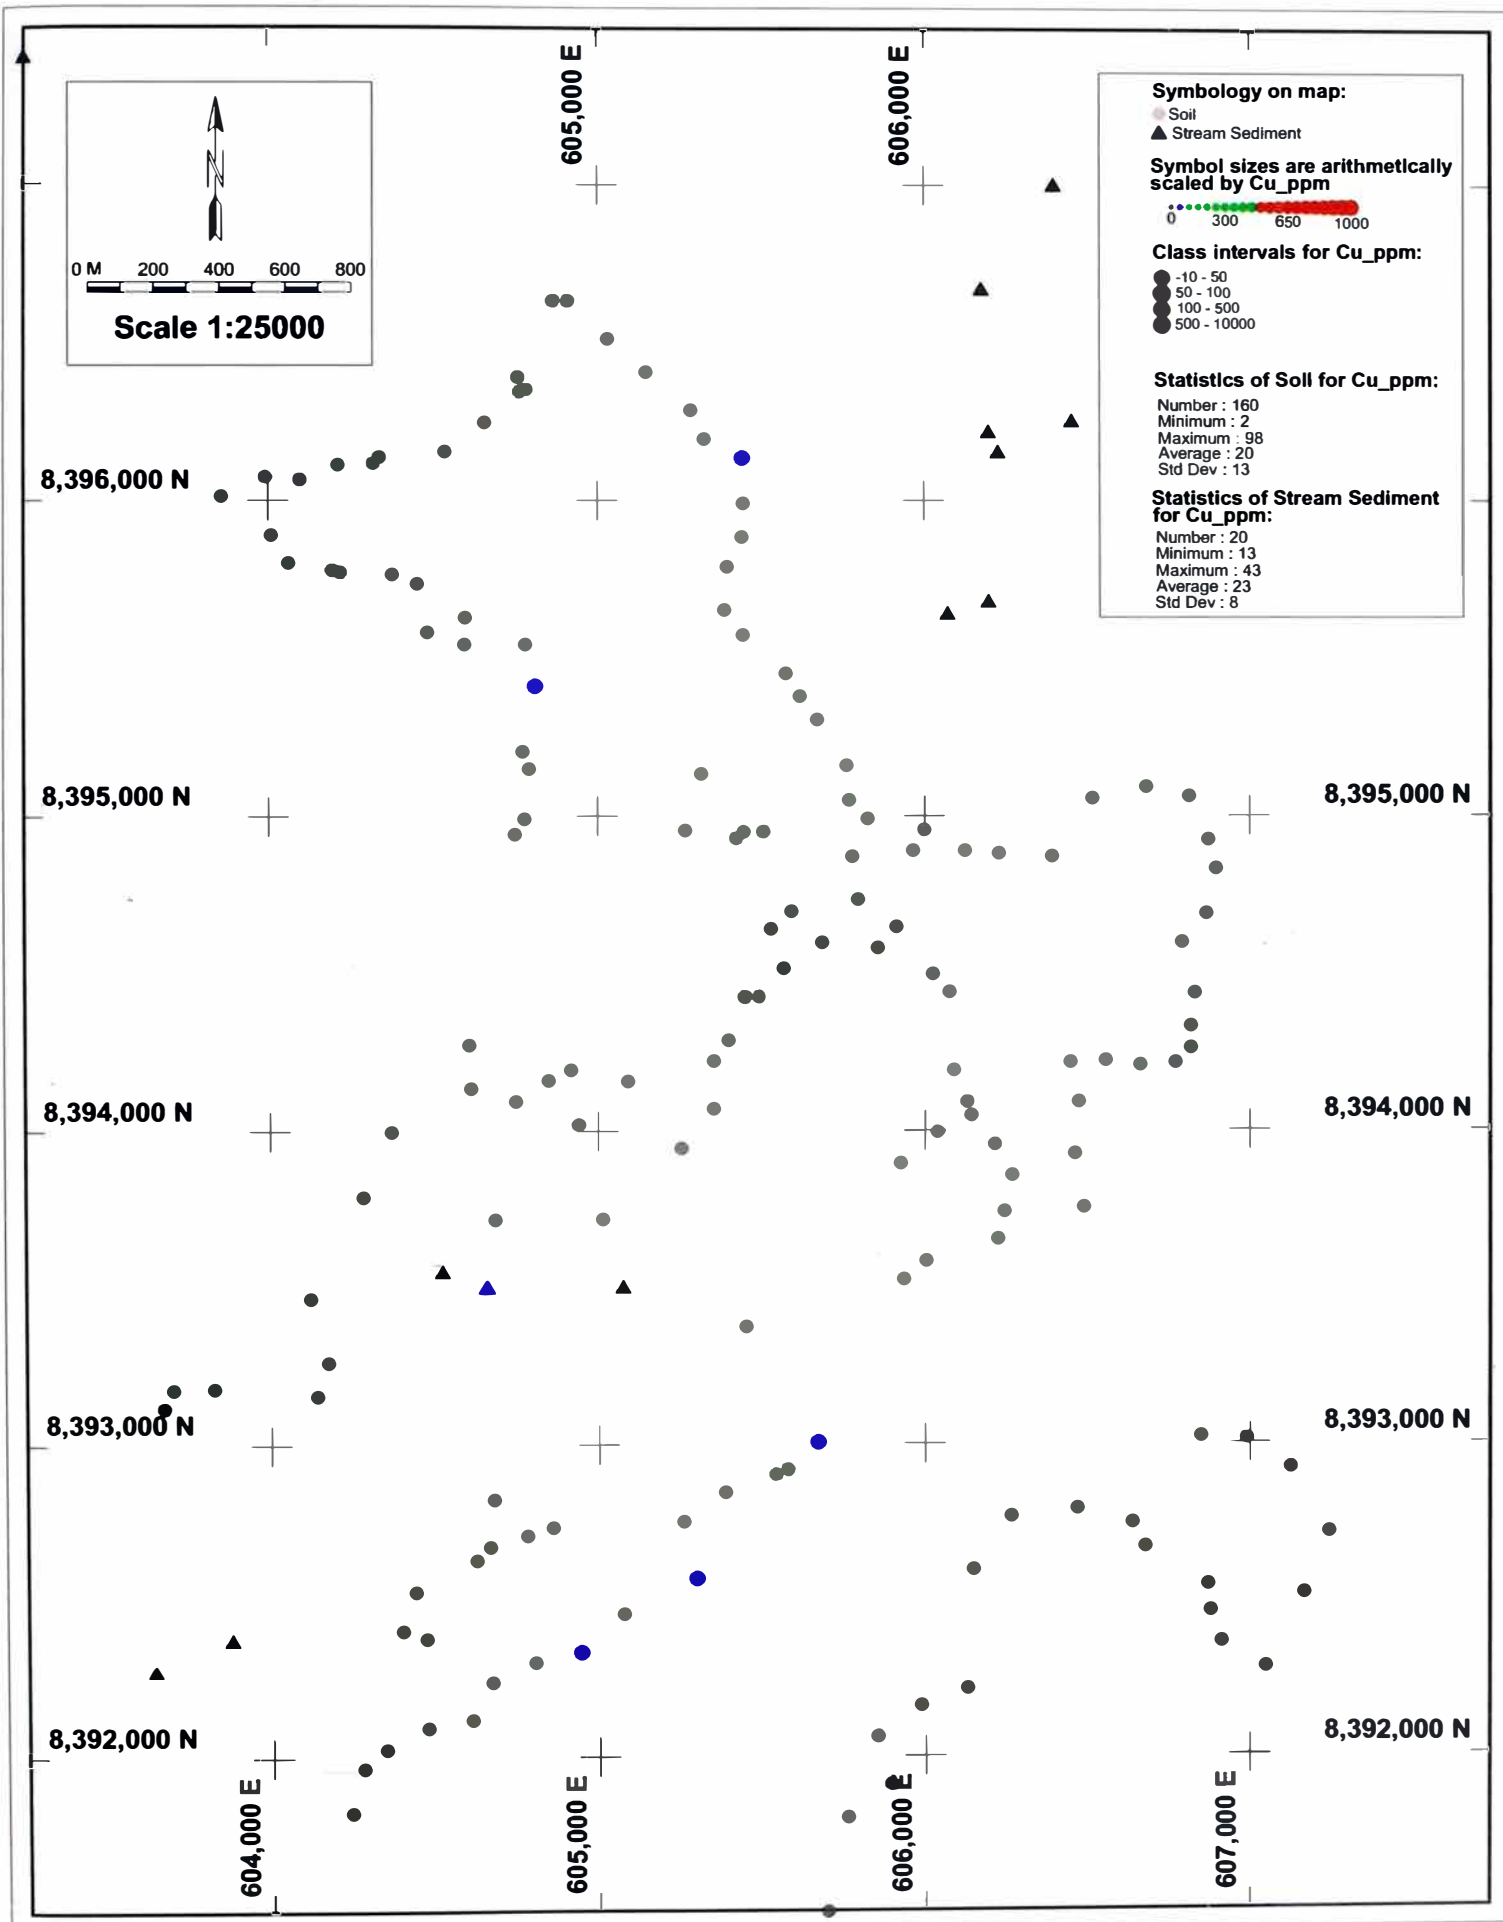 605,000 E
606,000 E
N
0 M 200 400 600 800
Scale 1:25000
Symbology on map:
Soil
Stream Sediment
Symbol sizes are arithmetically
scaled by Cu_ppm
0 300 650 1000
Class intervals for Cu_ppm:
-10 - 50
50 - 100
100 - 500
500 - 10000
Statistics of Soil for Cu_ppm:
Number : 160
Minimum : 2
Maximum : 98
Average : 20
Std Dev : 13
Statistics of Stream Sediment
for Cu_ppm:
Number : 20
Minimum : 13
Maximum : 43
Average : 23
Std Dev : 8
8,396,000 N
8,395,000 N
8,395,000 N
8,394,000 N
8,394,000 N
8,393,000 N
8,393,000 N
8,392,000 N
8,392,000 N
604,000 E
605,000 E
606,000 E
607,000 E